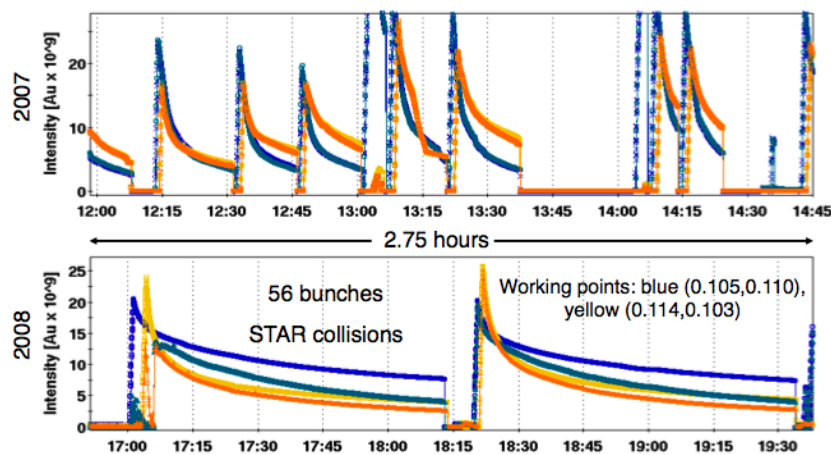 2007
Intensity [Au x 10^9]
20
10
0
12:00 12:15 12:30 12:45 13:00 13:15 13:30 13:45 14:00 14:15 14:30 14:45
2.75 hours
2008
Intensity [Au x 10^9]
25
20
15
10
5
0
56 bunches
STAR collisions
Working points: blue (0.105,0.110),
yellow (0.114,0.103)
17:00 17:15 17:30 17:45 18:00 18:15 18:30 18:45 19:00 19:15 19:30